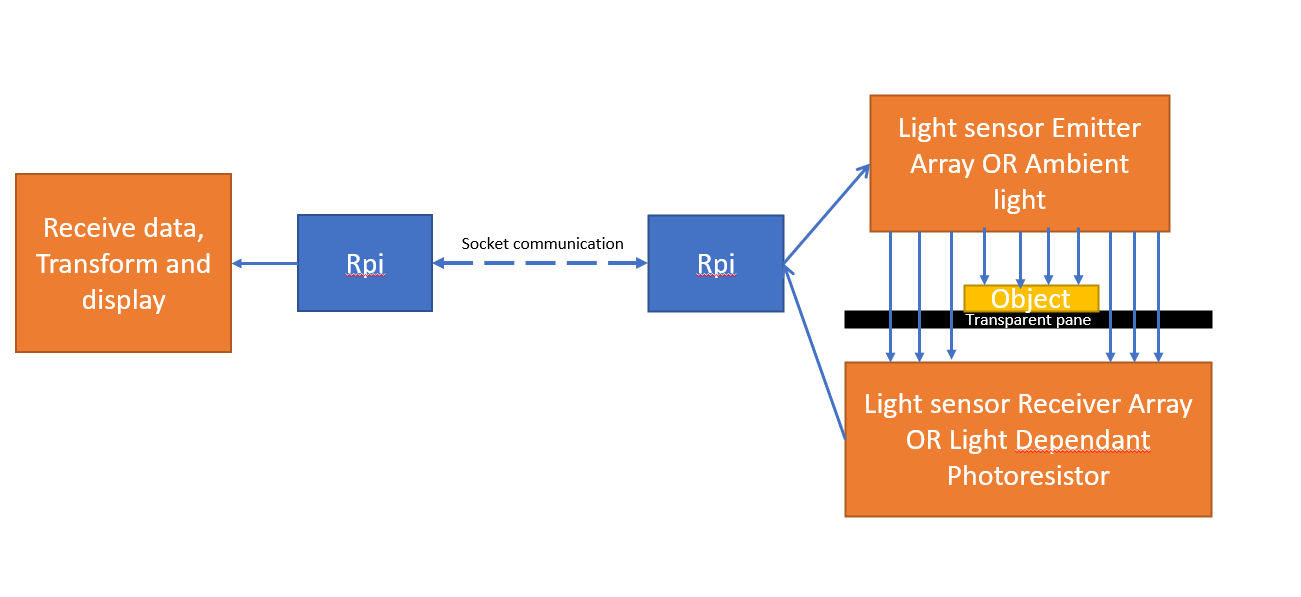 Receive data,
Transform and
display
Rpi
Socket communication
Rpi
Light sensor Emitter
Array OR Ambient
light
Object
Transparent pane
Light sensor Receiver Array
OR Light Dependant
Photoresistor